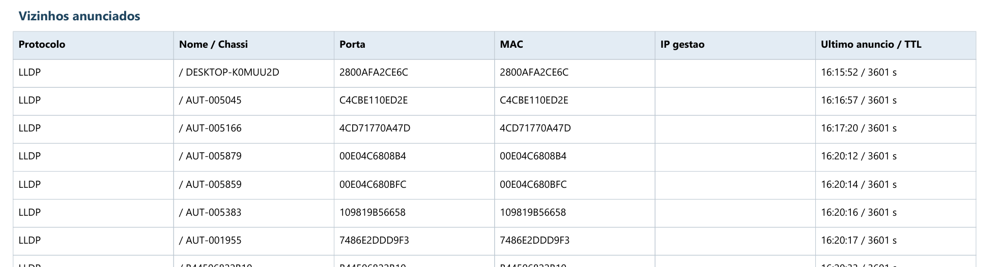 Vizinhos anunciados
Protocolo Nome / Chassi Porta MAC IP gestao Ultimo anuncio / TTL
LLDP / DESKTOP-K0MUU2D 2800AFA2CE6C 2800AFA2CE6C 16:15:52 / 3601 s
LLDP / AUT-005045 C4CBE110ED2E C4CBE110ED2E 16:16:57 / 3601 s
LLDP / AUT-005166 4CD71770A47D 4CD71770A47D 16:17:20 / 3601 s
LLDP / AUT-005879 00E04C6808B4 00E04C6808B4 16:20:12 / 3601 s
LLDP / AUT-005859 00E04C680BFC 00E04C680BFC 16:20:14 / 3601 s
LLDP / AUT-005383 109819B56658 109819B56658 16:20:16 / 3601 s
LLDP / AUT-001955 7486E2DDD9F3 7486E2DDD9F3 16:20:17 / 3601 s
LLDP